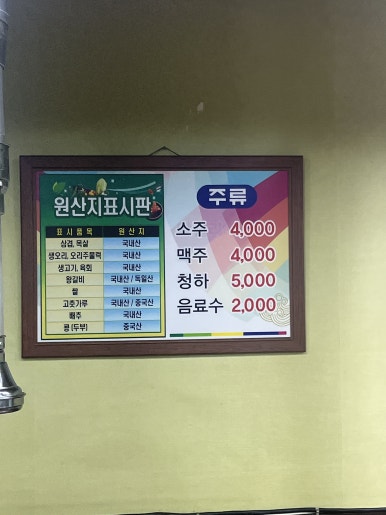 원산지표시판
표시품목 원산지
삼겹, 목살 국내산
생오리, 오리주물럭 국내산
생고기, 육회 국내산
왕갈비 국내산 / 독일산
쌀 국내산
고춧가루 국내산 / 중국산
배추 국내산
콩 (두부) 중국산
주류
소주 4,000
맥주 4,000
청하 5,000
음료수 2,000